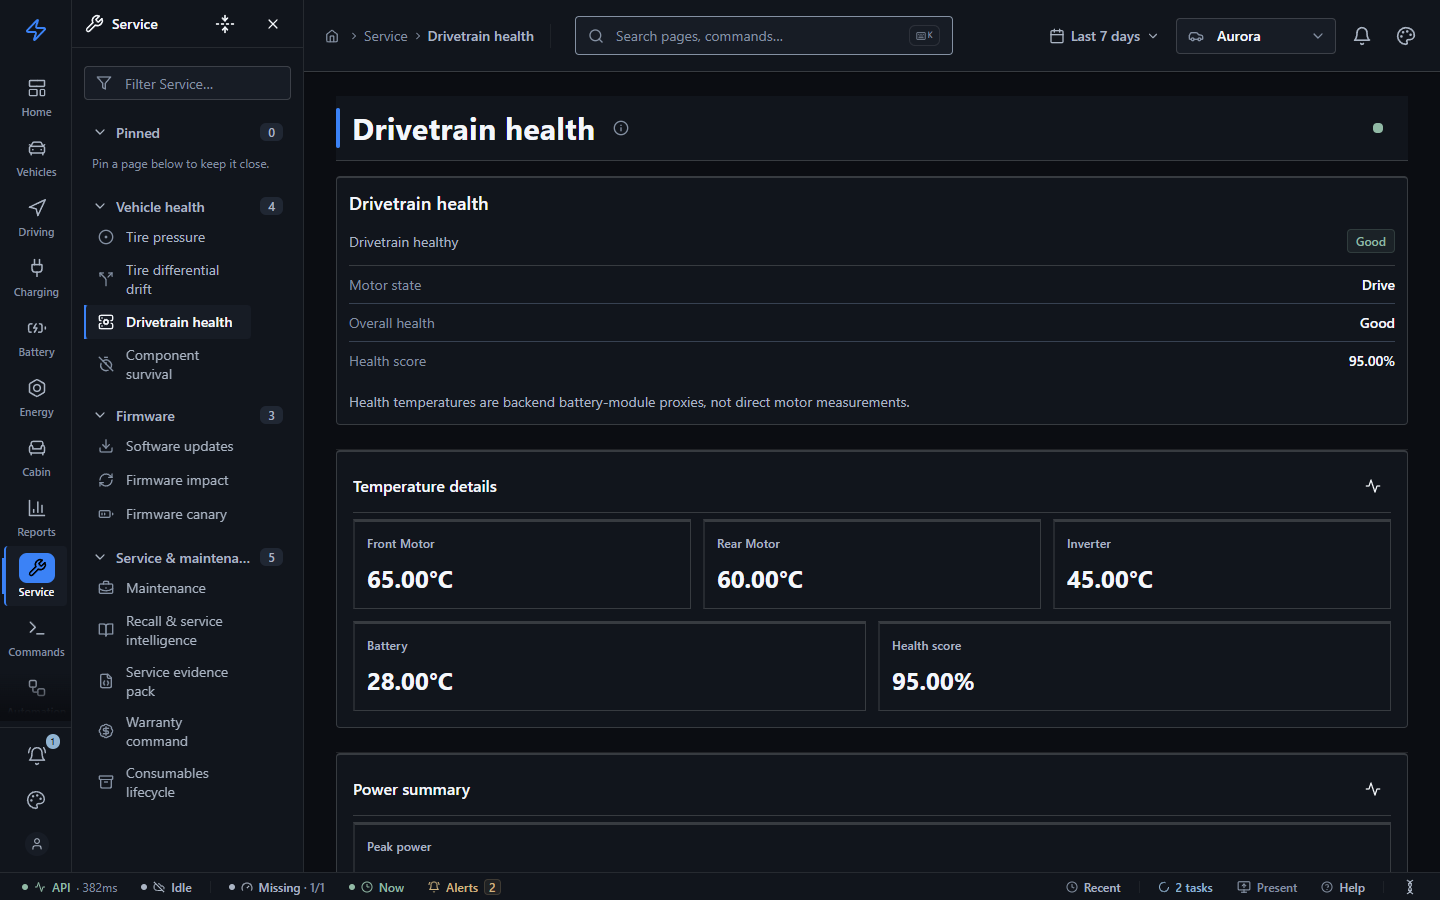 Service
Home
Vehicles
Driving
Charging
Battery
Energy
Cabin
Reports
Service
Commands
1
Filter Service...
Pinned 0
Pin a page below to keep it close.
Vehicle health 4
Tire pressure
Tire differential
drift
Drivetrain health
Component
survival
Firmware 3
Software updates
Firmware impact
Firmware canary
Service & maintena... 5
Maintenance
Recall & service
intelligence
Service evidence
pack
Warranty
command
Consumables
lifecycle
Service > Drivetrain health
Search pages, commands...
K
Last 7 days
Aurora
Drivetrain health
Drivetrain health
Drivetrain healthy Good
Motor state Drive
Overall health Good
Health score 95.00%
Health temperatures are backend battery-module proxies, not direct motor measurements.
Temperature details
Front Motor
65.00°C
Rear Motor
60.00°C
Inverter
45.00°C
Battery
28.00°C
Health score
95.00%
Power summary
Peak power
API · 382ms
Idle
Missing · 1/1
Now
Alerts 2
Recent
2 tasks
Present
Help